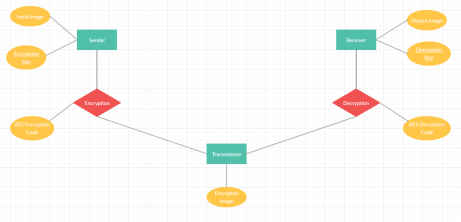 Input Image
Sender
Receiver
Output Image
Encryption
Key
Decryption
Key
Encryption
Decryption
AES Encryption
Code
AES Decryption
Code
Transmission
Encrypted
Image